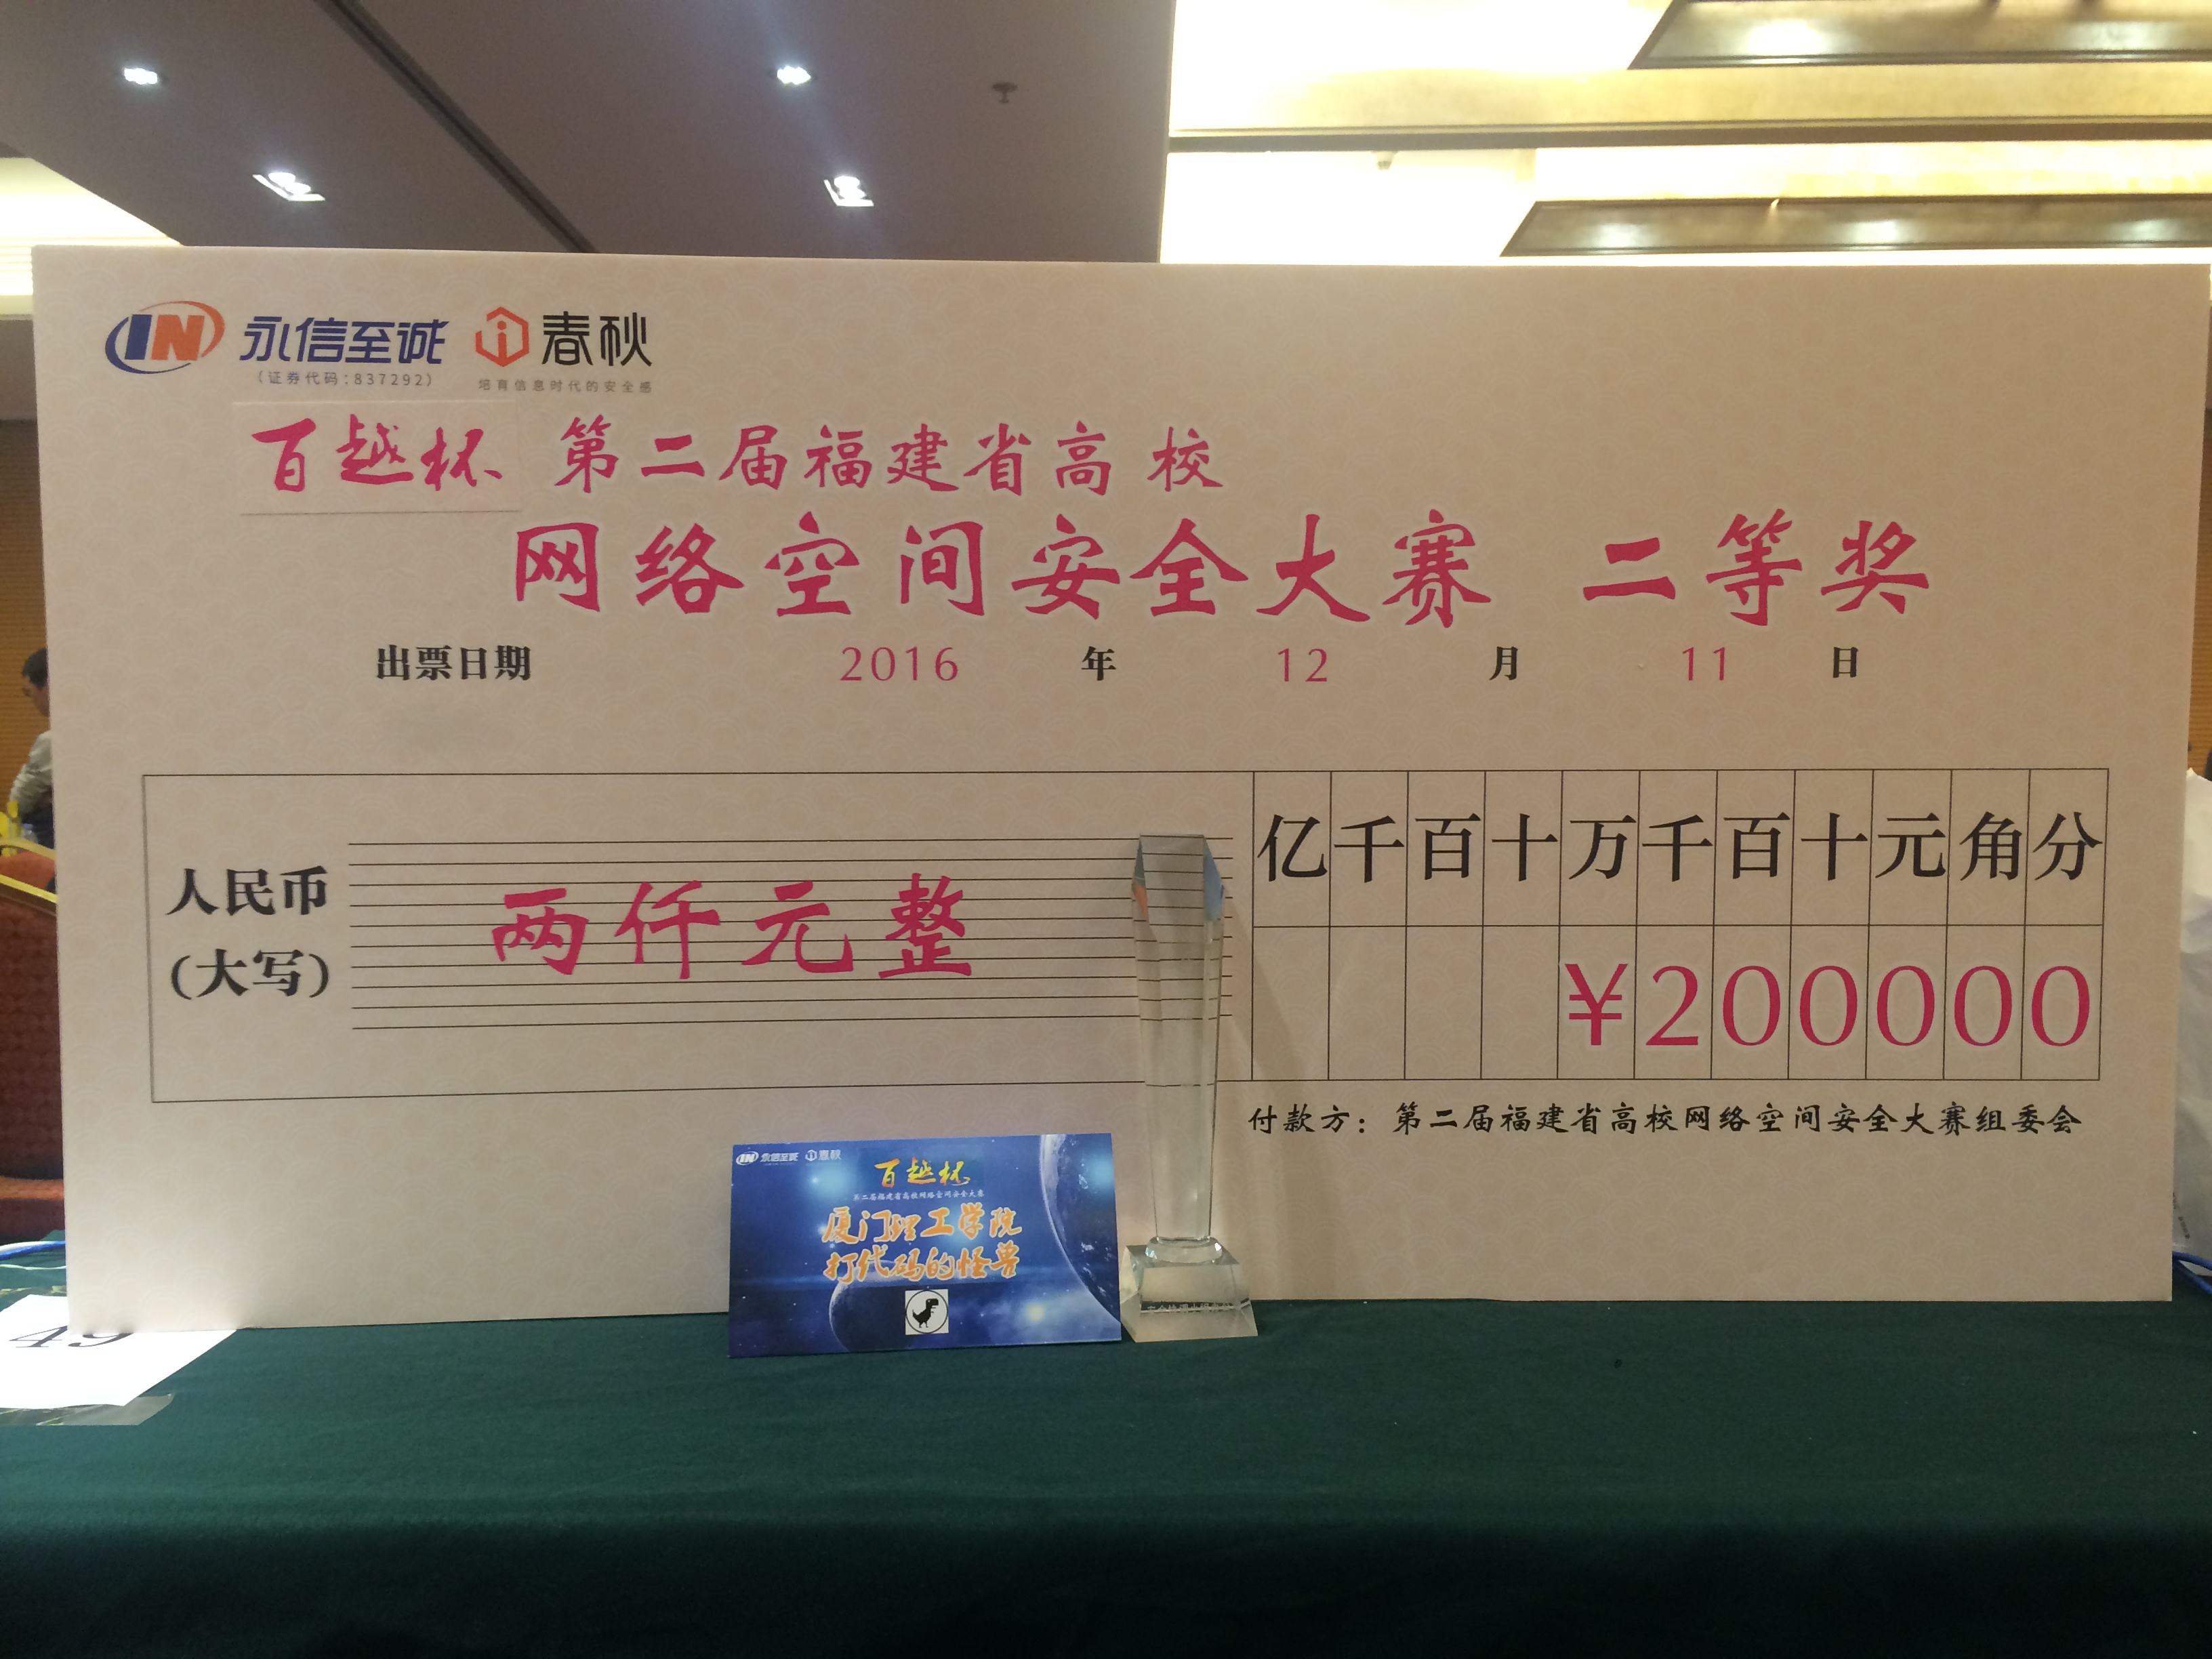 IN 永信至诚 i春秋
(证券代码:837292) 培育信息时代的安全感
百越杯 第二届福建省高校
网络空间安全大赛 二等奖
出票日期 2016 年 12 月 11 日
人民币
(大写)
两仟元整
亿千百十万千百十元角分
¥200000
付款方：第二届福建省高校网络空间安全大赛组委会
IN 永信至诚 i春秋
百越杯
第二届福建省高校网络空间安全大赛
厦门理工学院
打代码的怪兽
49